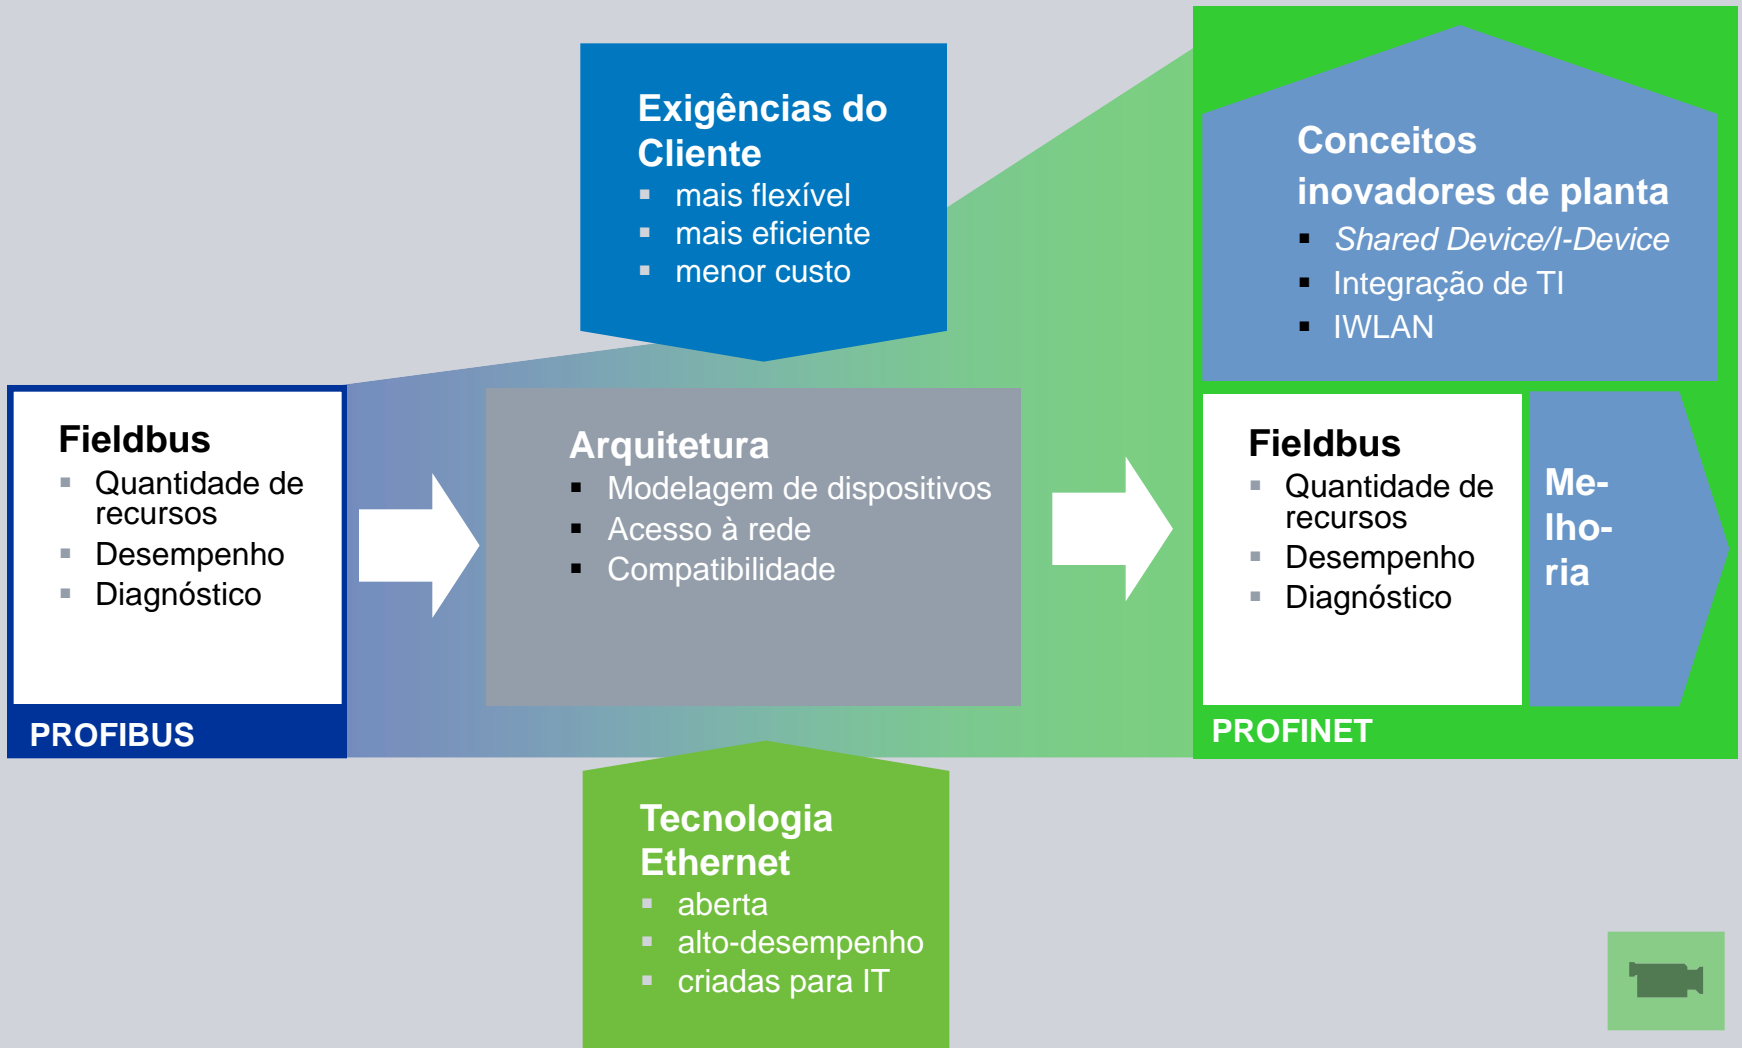 Exigências do
Cliente
▪ mais flexível
▪ mais eficiente
▪ menor custo
Conceitos
inovadores de planta
▪ Shared Device/I-Device
▪ Integração de TI
▪ IWLAN
Fieldbus
▪ Quantidade de
recursos
▪ Desempenho
▪ Diagnóstico
PROFIBUS
Arquitetura
▪ Modelagem de dispositivos
▪ Acesso à rede
▪ Compatibilidade
Fieldbus
▪ Quantidade de
recursos
▪ Desempenho
▪ Diagnóstico
Me-
lho-
ria
PROFINET
Tecnologia
Ethernet
▪ aberta
▪ alto-desempenho
▪ criadas para IT